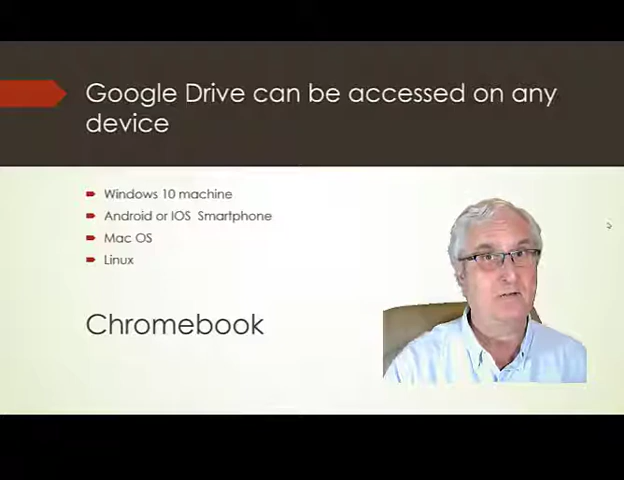 Google Drive can be accessed on any
device
Windows 10 machine
Android or IOS Smartphone
Mac OS
Linux
Chromebook